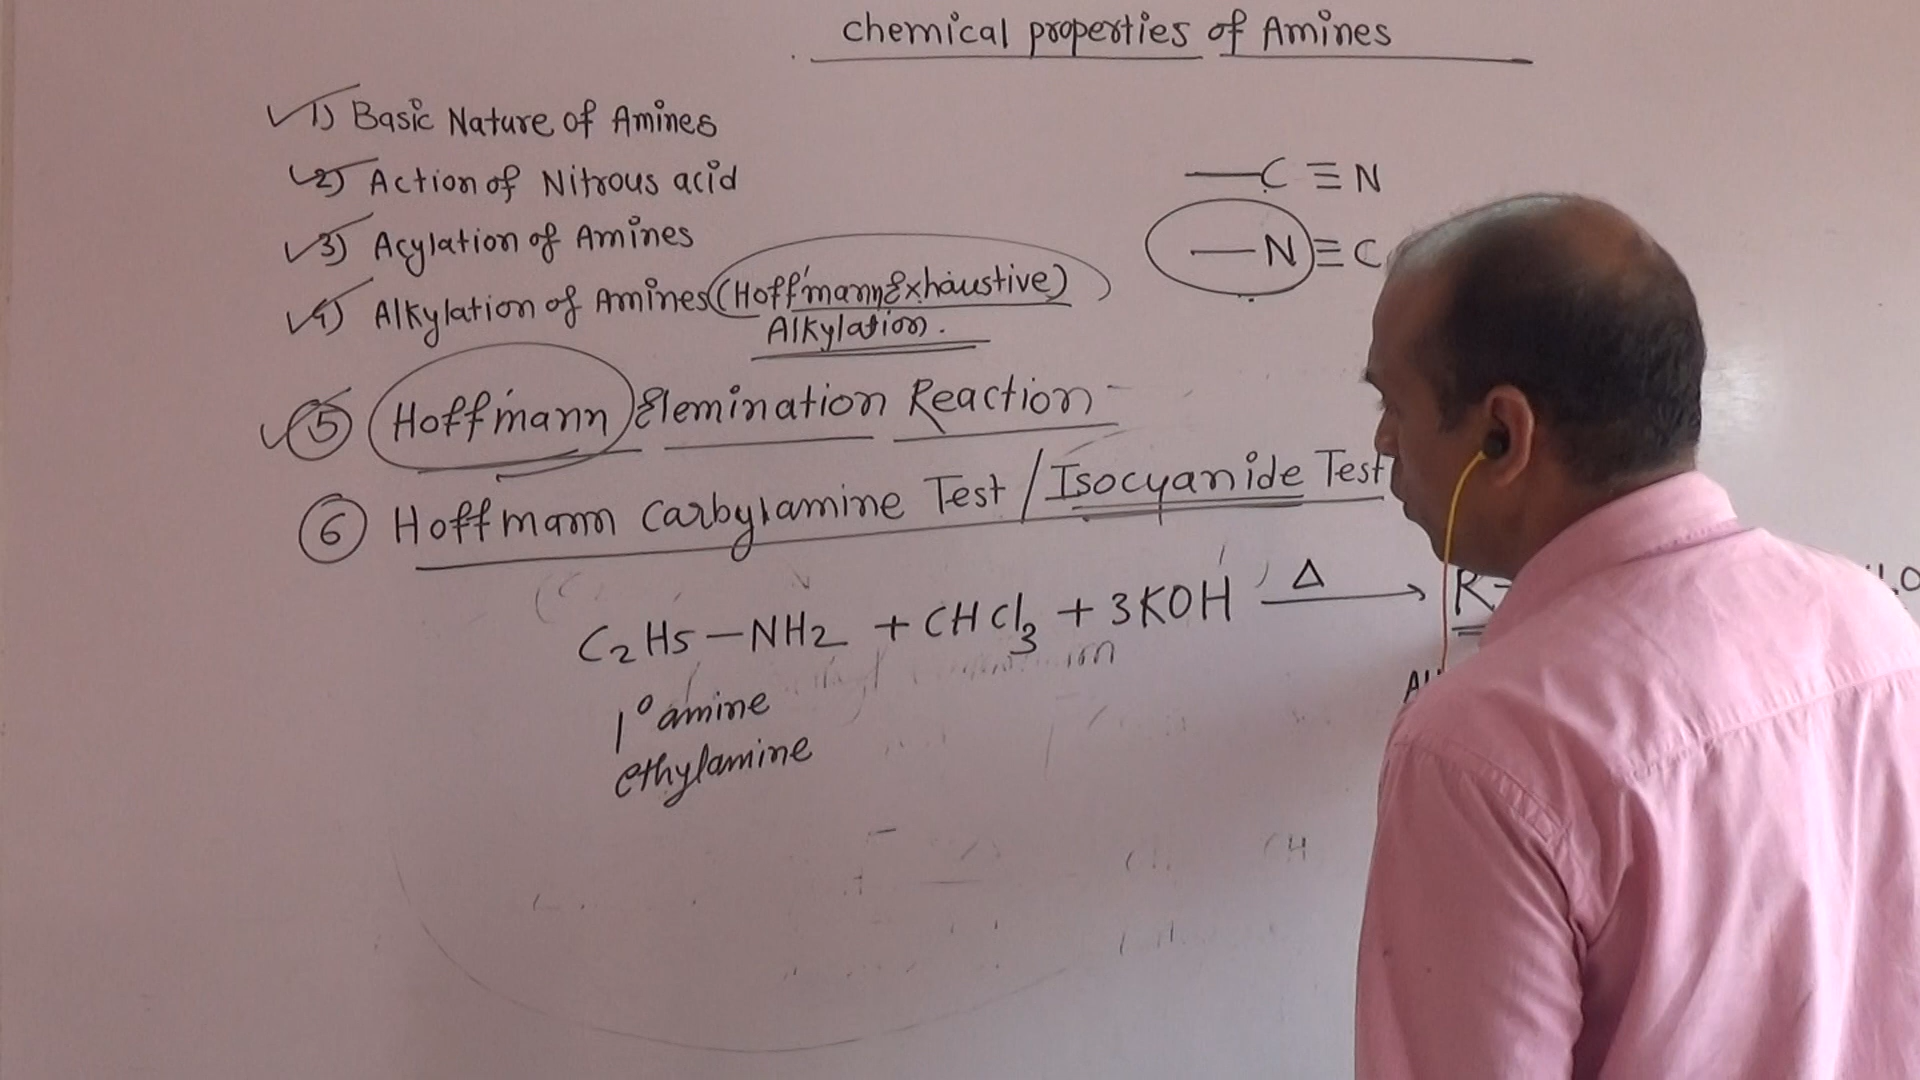 chemical properties of Amines
1) Basic Nature of Amines
2) Action of Nitrous acid
3) Acylation of Amines
4) Alkylation of Amines (Hoffmann Exhaustive)
Alkylation.
—C≡N
—N≡C
5 Hoffmann Elemination Reaction
6 Hoffmann Carbylamine Test / Isocyanide Test
C2H5—NH2 + CHCl3 + 3KOH Δ→ R-
1° amine
ethylamine